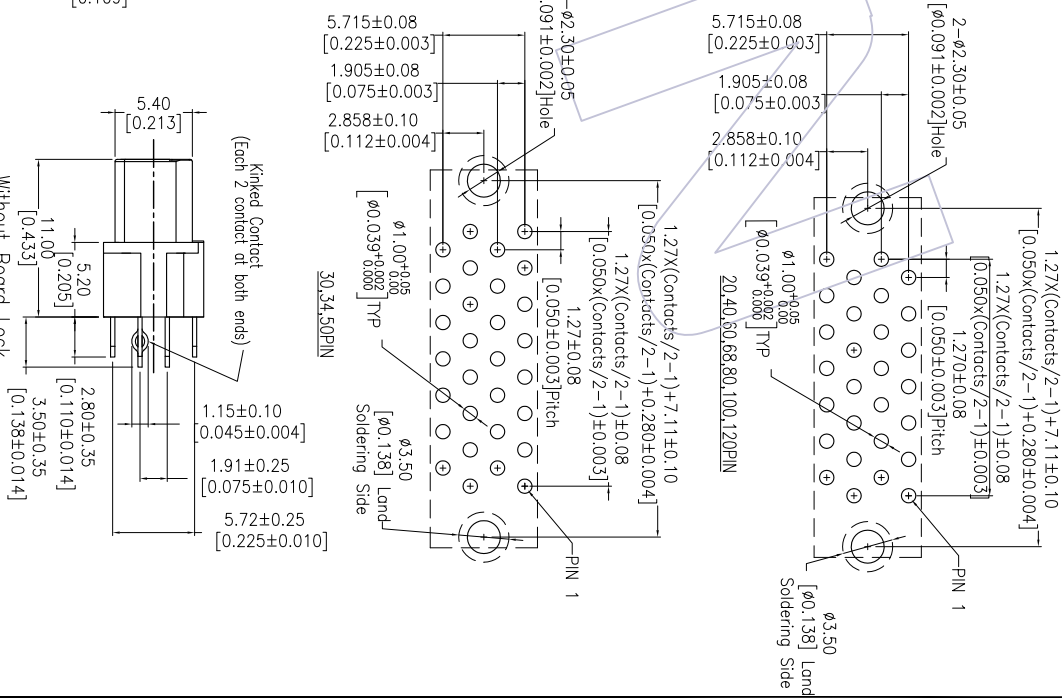 5.715±0.08
[0.225±0.003]
1.905±0.08
[0.075±0.003]
2.858±0.10
[0.112±0.004]
2-ø2.30±0.05
[ø0.091±0.002]Hole
1.27X(Contacts/2-1)+7.11±0.10
[0.050x(Contacts/2-1)+0.280±0.004]
1.27X(Contacts/2-1)±0.08
[0.050x(Contacts/2-1)±0.003]
1.270±0.08
[0.050±0.003]Pitch
ø1.00+0.05 0.00
[ø0.039+0.002 0.000] TYP
20,40,60,68,80,100,120PIN
PIN 1
ø3.50
[ø0.138] Land
Soldering Side
5.715±0.08
[0.225±0.003]
1.905±0.08
[0.075±0.003]
2.858±0.10
[0.112±0.004]
-ø2.30±0.05
.091±0.002]Hole
1.27X(Contacts/2-1)+7.11±0.10
[0.050x(Contacts/2-1)+0.280±0.004]
1.27X(Contacts/2-1)±0.08
[0.050x(Contacts/2-1)±0.003]
1.27±0.08
[0.050±0.003]Pitch
ø1.00+0.05 0.00
[ø0.039+0.002 0.000] TYP
30,34,50PIN
PIN 1
ø3.50
[ø0.138] Land
Soldering Side
5.40
[0.213]
Kinked Contact
(Each 2 contact at both ends)
11.00
[0.433]
5.20
[0.205]
2.80±0.35
[0.110±0.014]
3.50±0.35
[0.138±0.014]
1.15±0.10
[0.045±0.004]
1.91±0.25
[0.075±0.010]
5.72±0.25
[0.225±0.010]
Without Board Lock